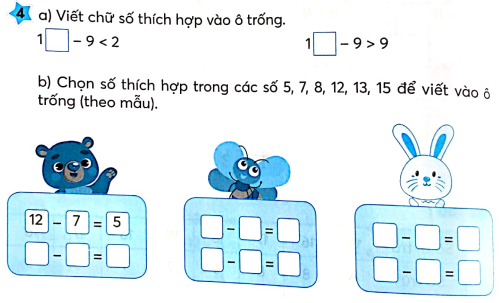 4 a) Viết chữ số thích hợp vào ô trống.
1□ – 9 < 2 1□ – 9 > 9
b) Chọn số thích hợp trong các số 5, 7, 8, 12, 13, 15 để viết vào ô
trống (theo mẫu).
12 – 7 = 5 □ – □ = □ □ – □ = □
□ – □ = □ □ – □ = □ □ – □ = □